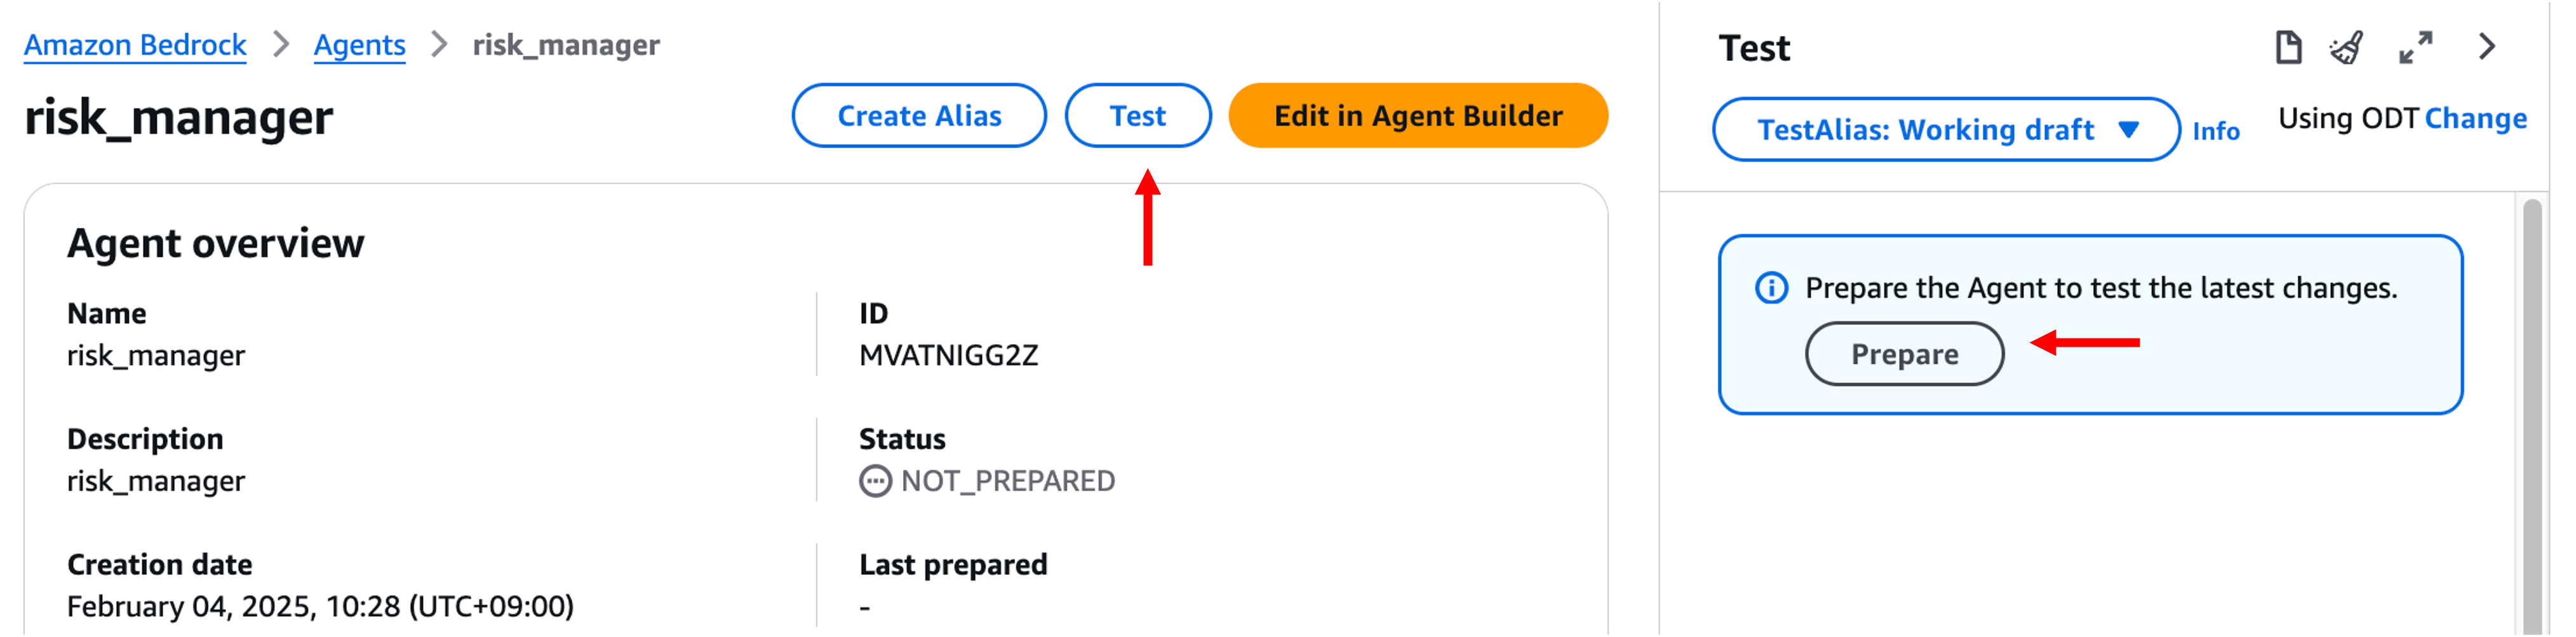 Amazon Bedrock > Agents > risk_manager
risk_manager
Create Alias
Test
Edit in Agent Builder
Agent overview
Name
risk_manager
ID
MVATNIGG2Z
Description
risk_manager
Status
NOT_PREPARED
Creation date
February 04, 2025, 10:28 (UTC+09:00)
Last prepared
-
Test
TestAlias: Working draft
Info
Using ODT Change
Prepare the Agent to test the latest changes.
Prepare